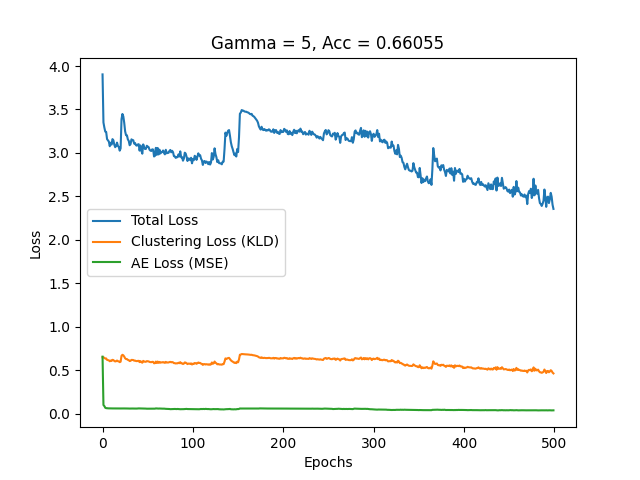 Gamma = 5, Acc = 0.66055
4.0
3.5
3.0
2.5
2.0
1.5
1.0
0.5
0.0
Loss
Total Loss
Clustering Loss (KLD)
AE Loss (MSE)
0 100 200 300 400 500
Epochs